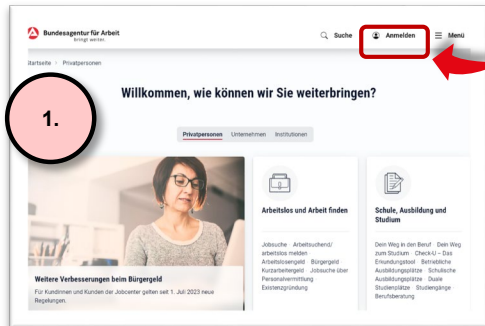 Bundesagentur für Arbeit
bringt weiter.
Suche
Anmelden
Menü
Startseite › Privatpersonen
Willkommen, wie können wir Sie weiterbringen?
1.
Privatpersonen Unternehmen Institutionen
Arbeitslos und Arbeit finden
Jobsuche · Arbeitsuchend/
arbeitslos melden ·
Arbeitslosengeld · Bürgergeld ·
Kurzarbeitergeld · Jobsuche über
Personalvermittlung ·
Existenzgründung
Schule, Ausbildung und
Studium
Dein Weg in den Beruf · Dein Weg
zum Studium · Check-U – Das
Erkundungstool · Betriebliche
Ausbildungsplätze · Schulische
Ausbildungsplätze · Duale
Studienplätze · Studiengänge ·
Berufsberatung
Weitere Verbesserungen beim Bürgergeld
Für Kundinnen und Kunden der Jobcenter gelten seit 1. Juli 2023 neue
Regelungen.